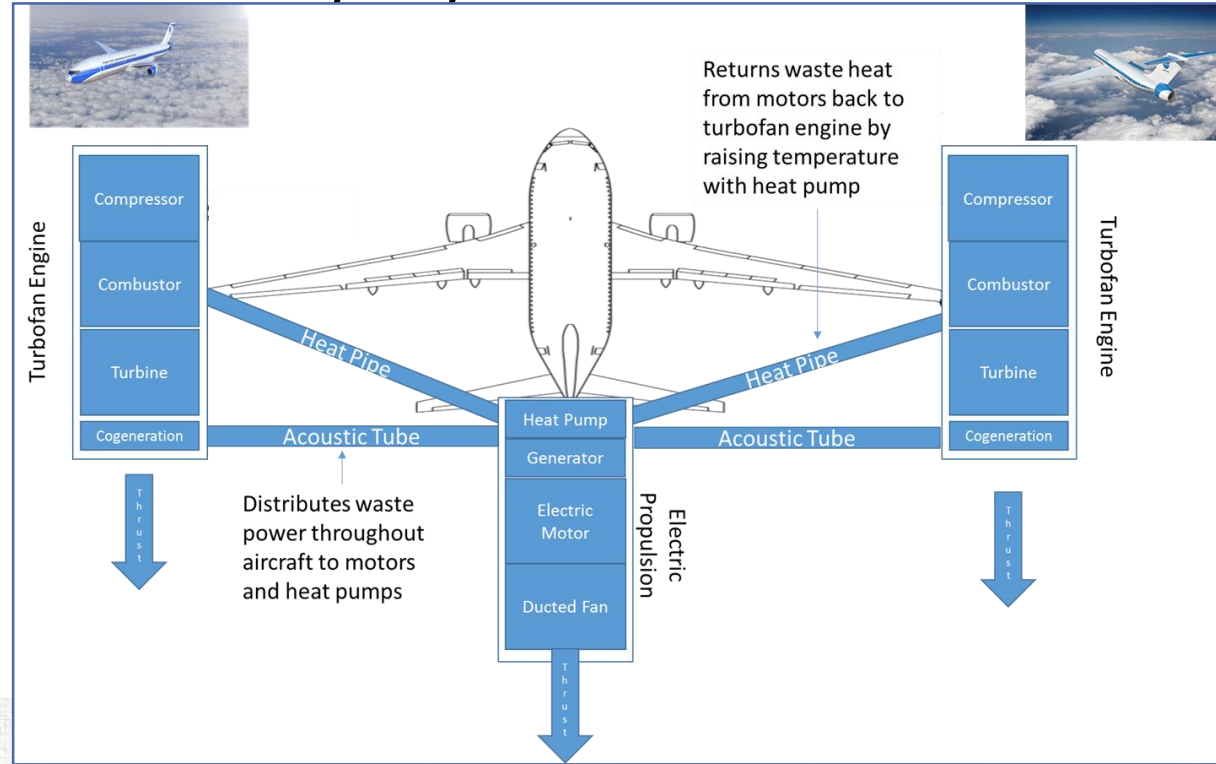 Returns waste heat
from motors back to
turbofan engine by
raising temperature
with heat pump
Turbofan Engine
Compressor
Combustor
Turbine
Cogeneration
Thrust
Heat Pipe
Acoustic Tube
Distributes waste
power throughout
aircraft to motors
and heat pumps
Heat Pump
Generator
Electric
Motor
Ducted Fan
Electric
Propulsion
Thrust
Heat Pipe
Acoustic Tube
Compressor
Combustor
Turbine
Cogeneration
Turbofan Engine
Thrust